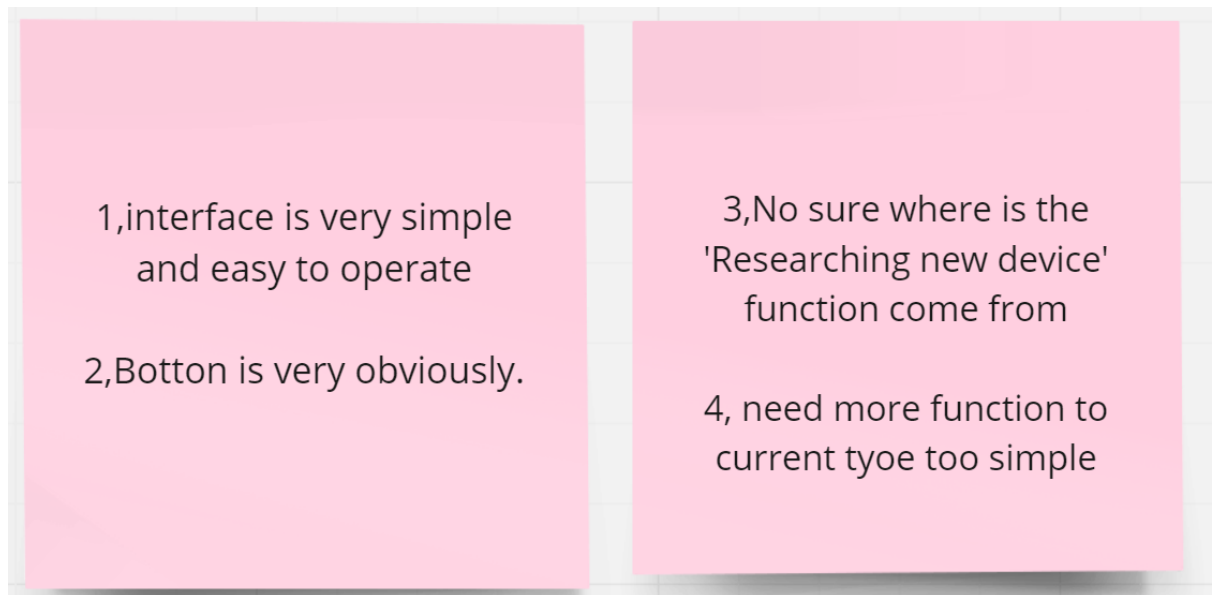 1,interface is very simple
and easy to operate
2,Botton is very obviously.
3,No sure where is the
'Researching new device'
function come from
4, need more function to
current tyoe too simple